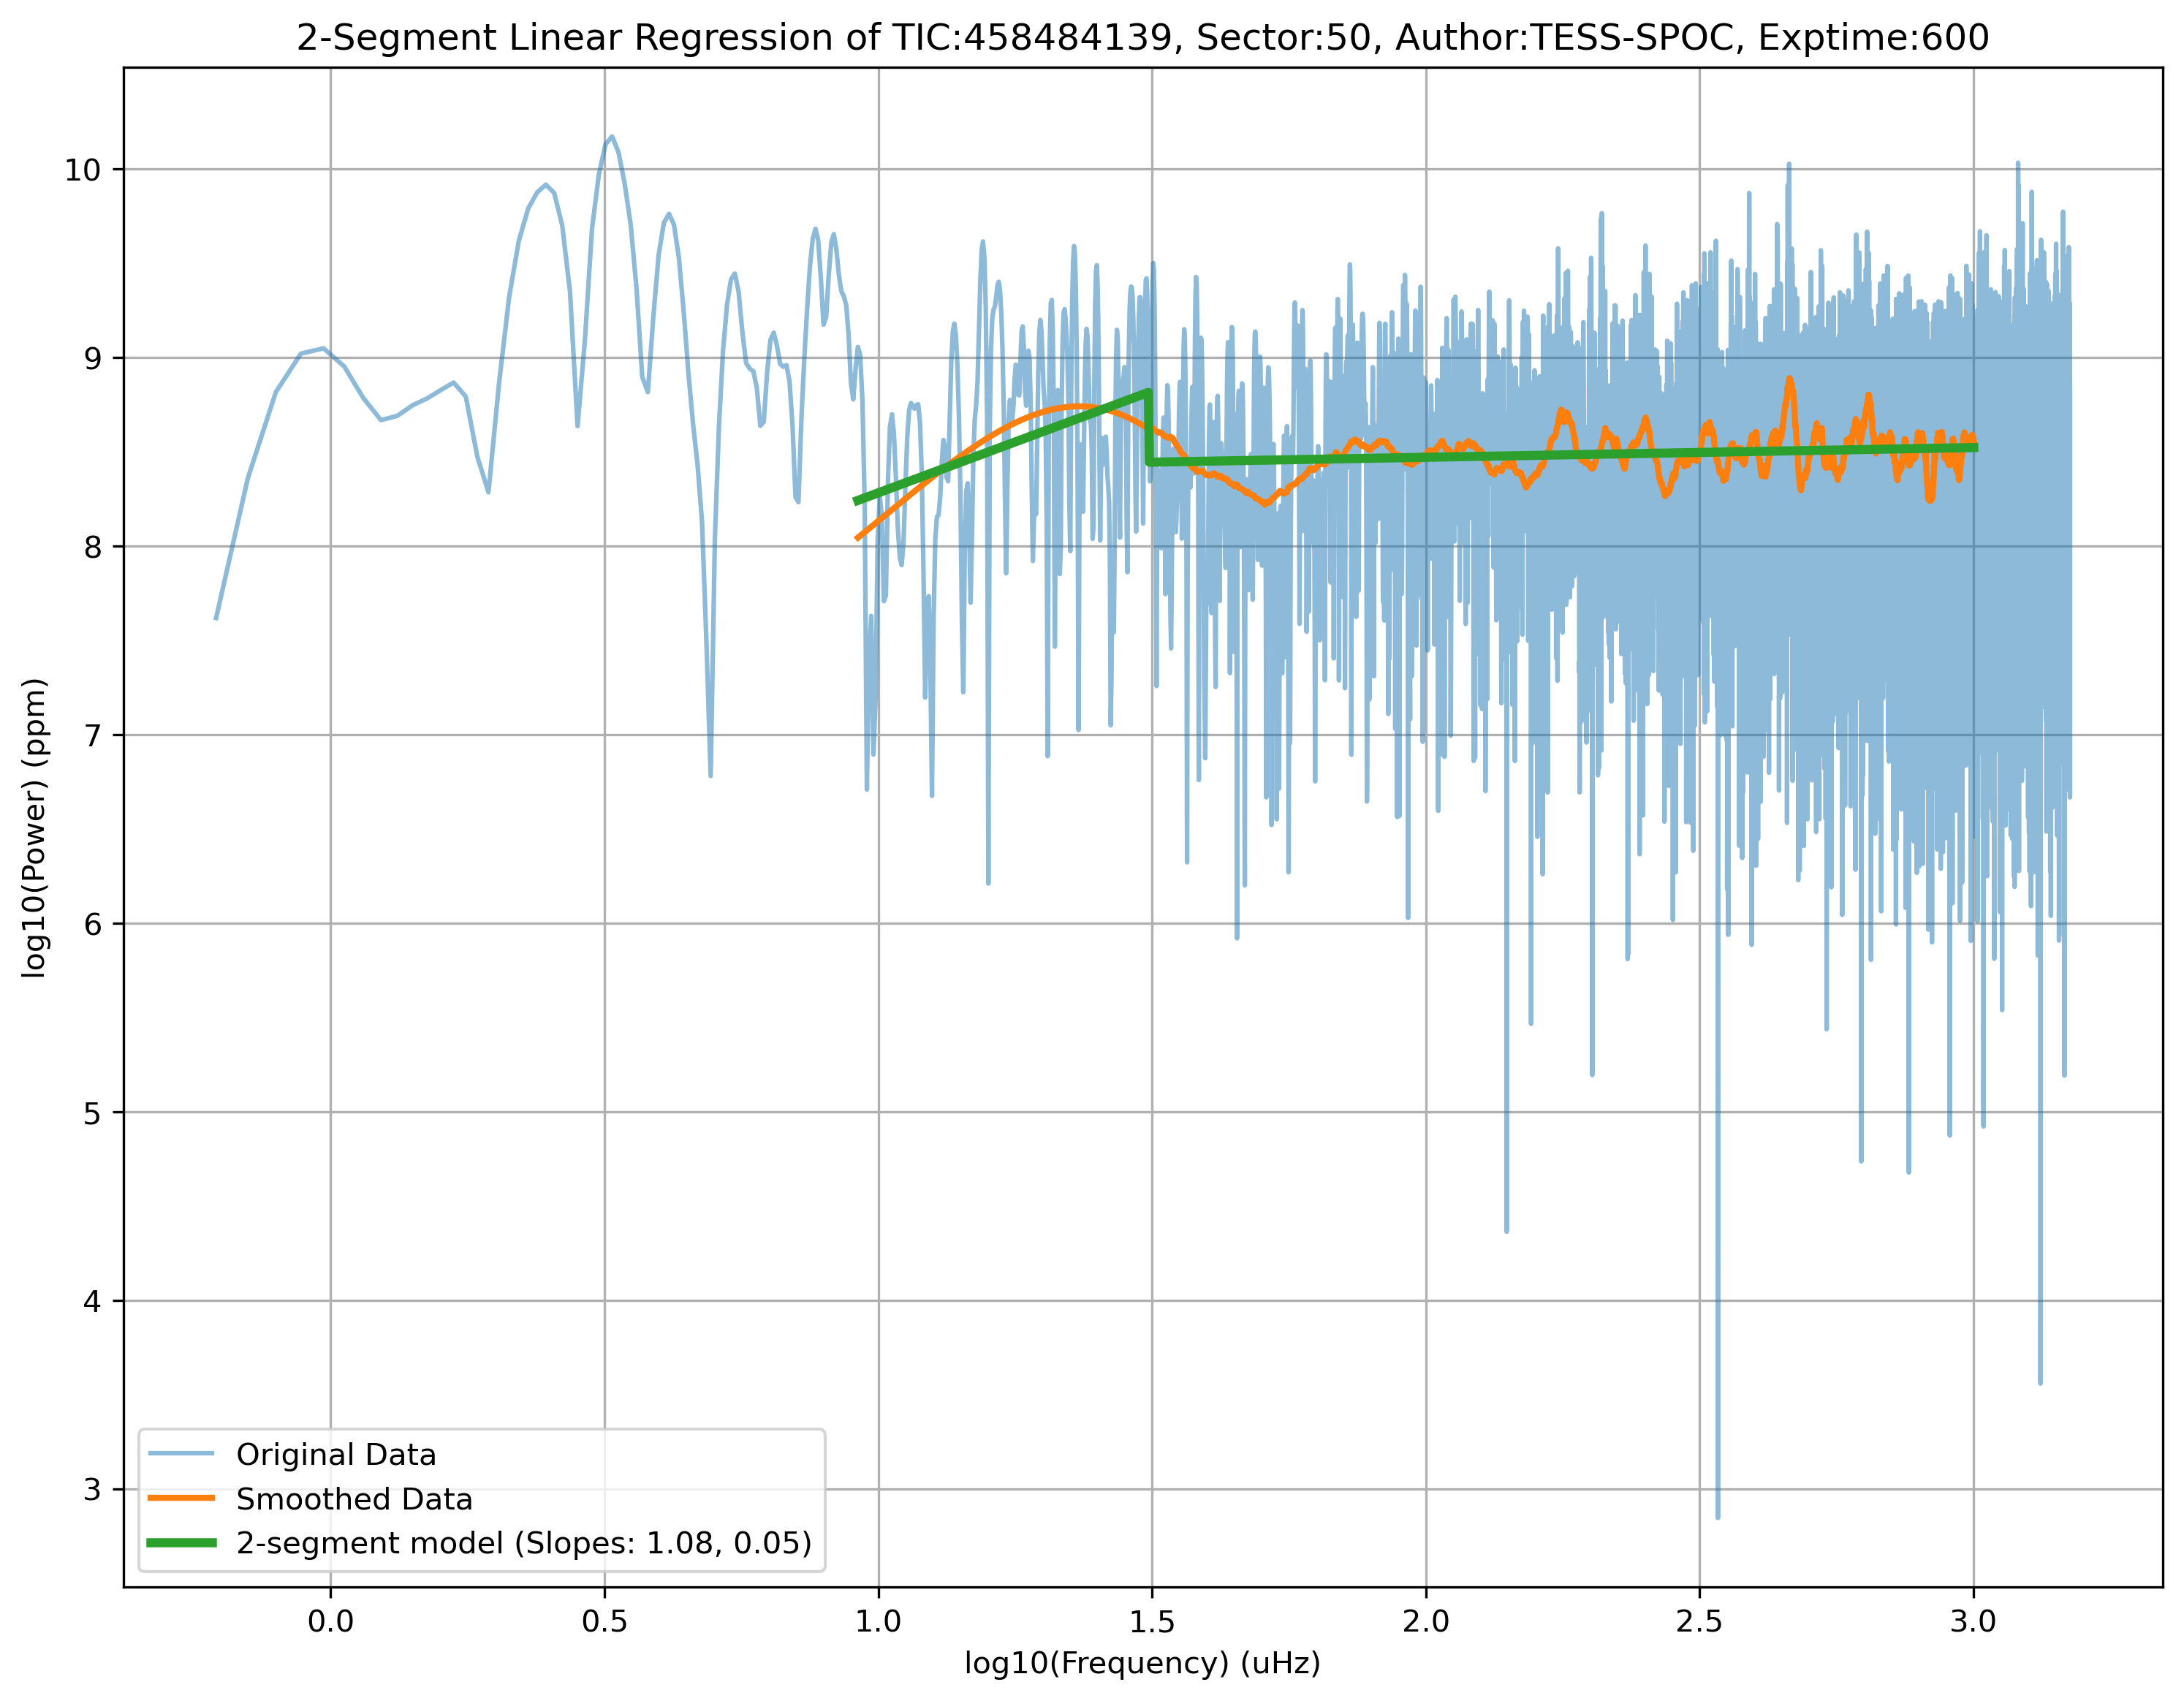 2-Segment Linear Regression of TIC:458484139, Sector:50, Author:TESS-SPOC, Exptime:600
log10(Power) (ppm)
10
9
8
7
6
5
4
3
Original Data
Smoothed Data
2-segment model (Slopes: 1.08, 0.05)
0.0 0.5 1.0 1.5 2.0 2.5 3.0
log10(Frequency) (uHz)